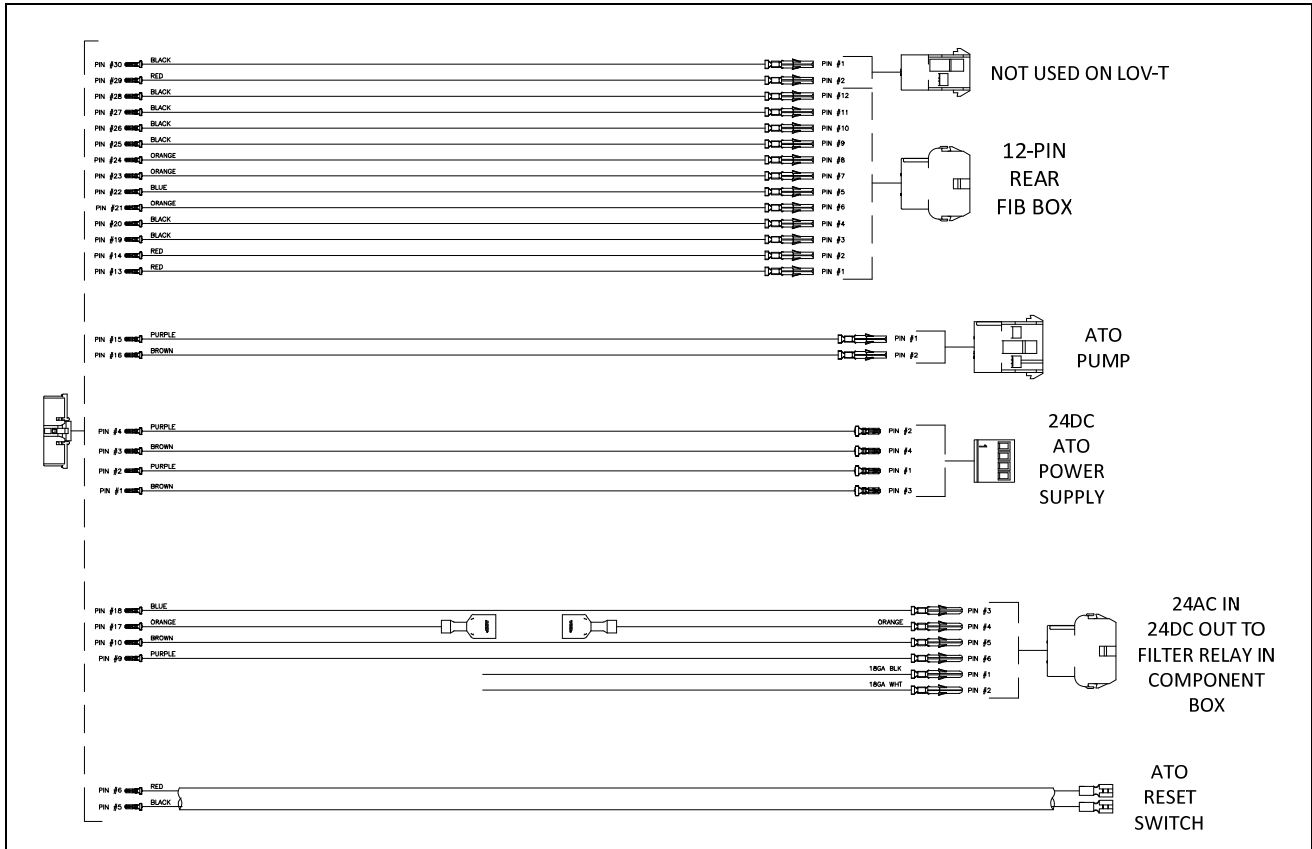 PIN #30 BLACK PIN #1
PIN #29 RED PIN #2
NOT USED ON LOV-T
PIN #28 BLACK PIN #12
PIN #27 BLACK PIN #11
PIN #26 BLACK PIN #10
PIN #25 BLACK PIN #9
PIN #24 ORANGE PIN #8
PIN #23 ORANGE PIN #7
PIN #22 BLUE PIN #5
PIN #21 ORANGE PIN #6
PIN #20 BLACK PIN #4
PIN #19 BLACK PIN #3
PIN #14 RED PIN #2
PIN #13 RED PIN #1
12-PIN
REAR
FIB BOX
PIN #15 PURPLE PIN #1
PIN #16 BROWN PIN #2
ATO
PUMP
PIN #4 PURPLE PIN #2
PIN #3 BROWN PIN #4
PIN #2 PURPLE PIN #1
PIN #1 BROWN PIN #3
1
24DC
ATO
POWER
SUPPLY
PIN #18 BLUE PIN #3
PIN #17 ORANGE ORANGE PIN #4
PIN #10 BROWN PIN #5
PIN #9 PURPLE PIN #6
18GA BLK PIN #1
18GA WHT PIN #2
24AC IN
24DC OUT TO
FILTER RELAY IN
COMPONENT
BOX
PIN #6 RED
PIN #5 BLACK
ATO
RESET
SWITCH